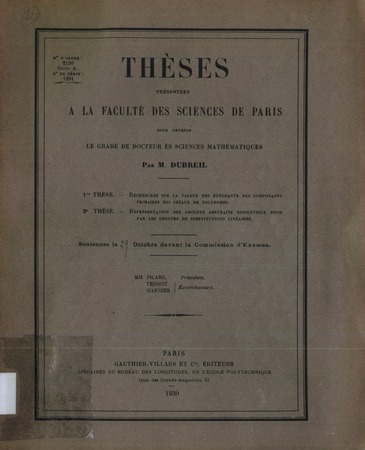 N° D'ORDRE:
2130
SÉRIE A.
N° DE SÉRIE:
1261
THÈSES
PRÉSENTÉES
A LA FACULTÉ DES SCIENCES DE PARIS
POUR OBTENIR
LE GRADE DE DOCTEUR ÈS SCIENCES MATHÉMATIQUES
PAR M. DUBREIL
1re THÈSE. — RECHERCHES SUR LA VALEUR DES EXPOSANTS DES COMPOSANTS
PRIMAIRES DES IDÉAUX DE POLYNOMES.
2e THÈSE. — REPRÉSENTATION DES GROUPES ABSTRAITS DISCONTINUS FINIS
PAR LES GROUPES DE SUBSTITUTIONS LINÉAIRES.
Soutenues le Octobre devant la Commission d'Examen.
MM. PICARD, Président.
VESSIOT
GARNIER Examinateurs.
PARIS
GAUTHIER-VILLARS ET Cie, ÉDITEURS
LIBRAIRES DU BUREAU DES LONGITUDES, DE L'ÉCOLE POLYTECHNIQUE
Quai des Grands-Augustins, 55
1930